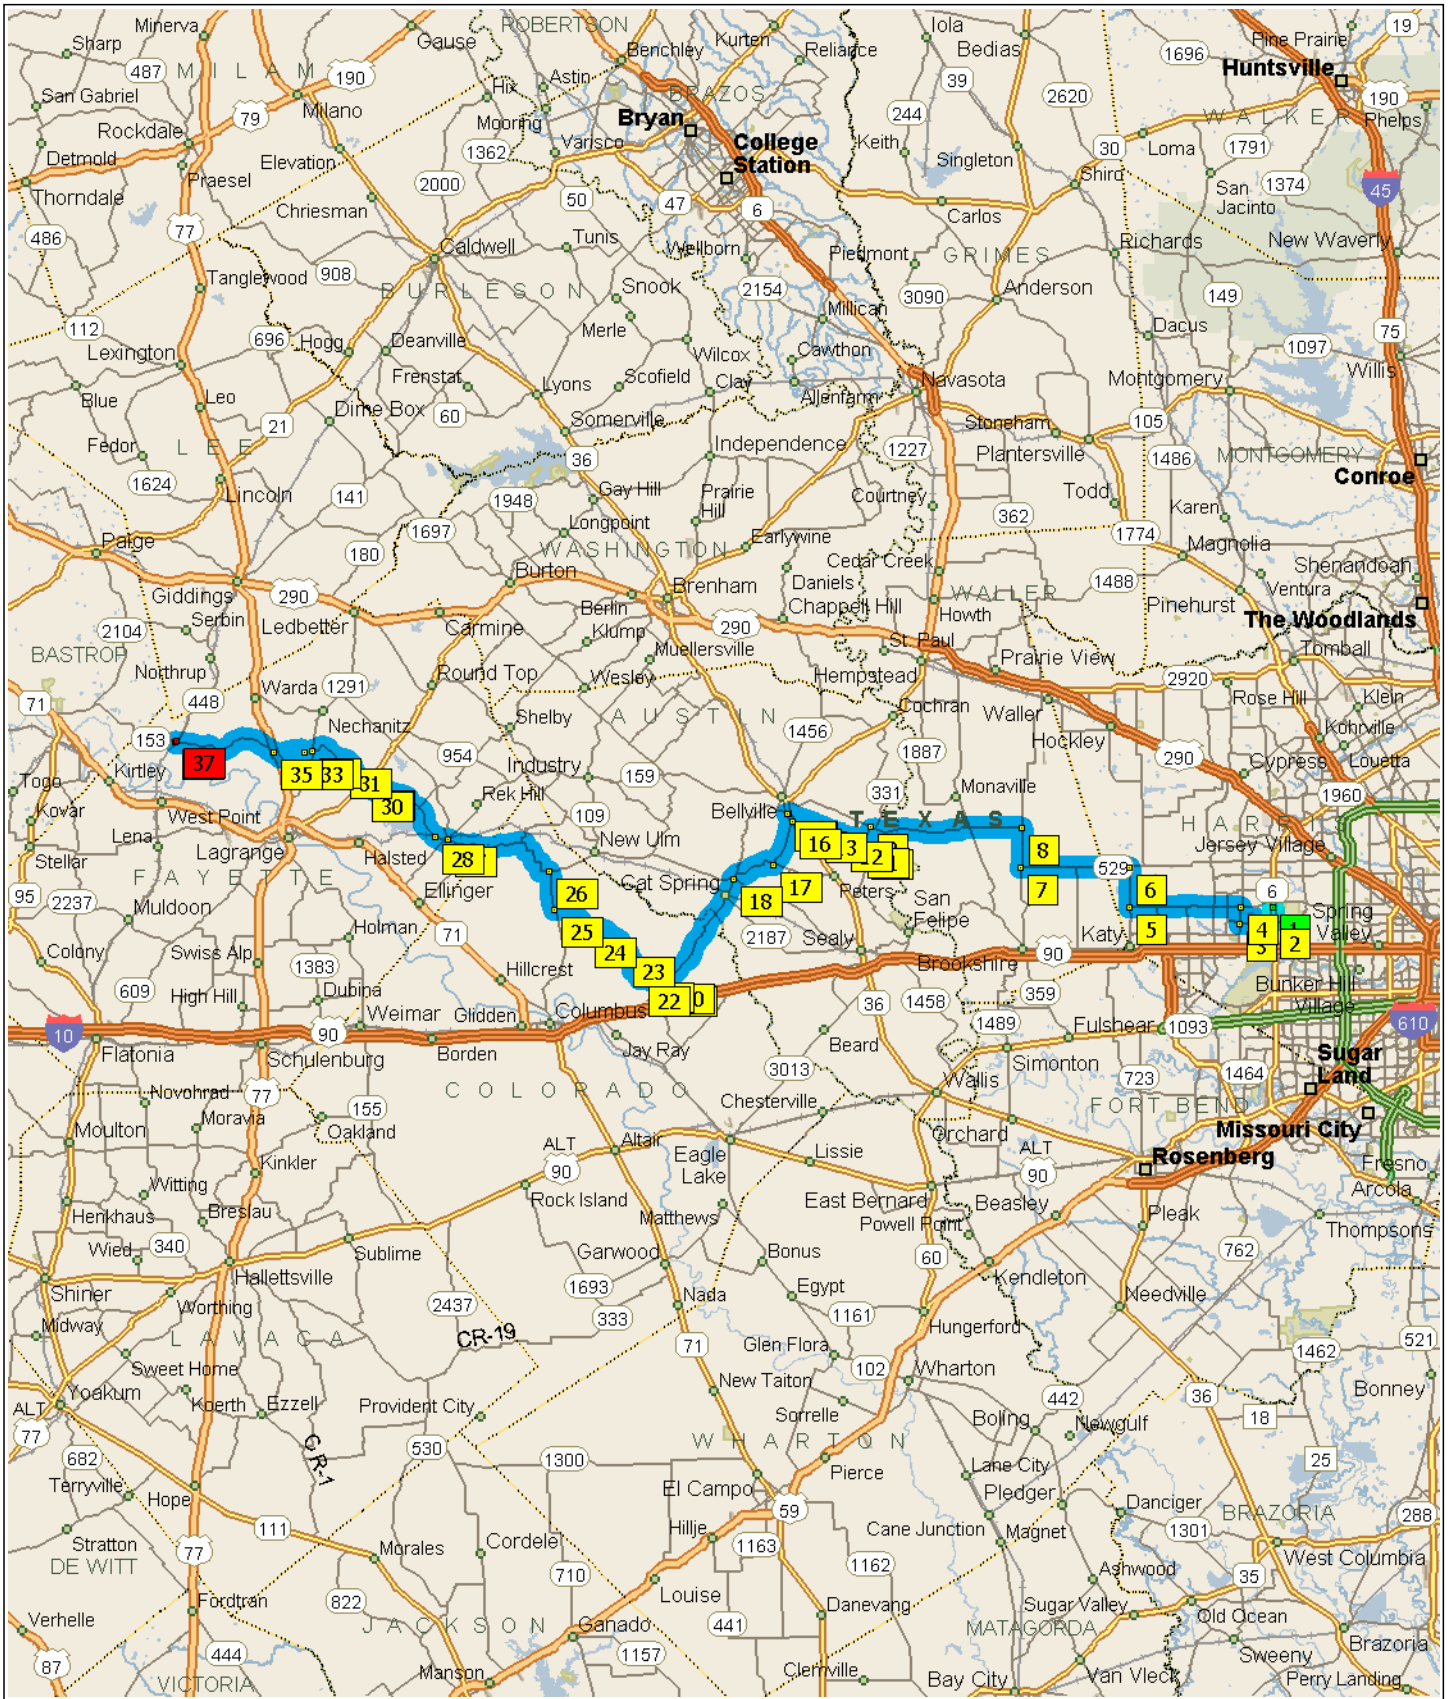 Minerva
Gause
ROBERTSON
Kurten
Iola
Bedias
19
Sharp
Benchley
Reliance
1696
Pine Prairie
487
MILAM
190
Astin
39
Huntsville
San Gabriel
Milano
Hix
BRAZOS
2620
190
Rockdale
79
Mooring
Bryan
244
WALKER
Phelps
Detmold
Elevation
1362
Varisco
College
Station
Keith
Singleton
30
Loma
1791
Thorndale
Praesel
2000
50
47
6
Shiro
San
Jacinto
1374
45
486
77
Chriesman
Tunis
Carlos
Caldwell
Wellborn
Piedmont
GRIMES
Richards
New Waverly
Tanglewood
908
BURLESON
Snook
2154
3090
Anderson
149
112
696
Hogg
Deanville
Merle
Millican
Dacus
75
Lexington
Wilcox
Cawthon
1097
Willis
Blue
Leo
Frenstat
Lyons
Scofield
Clay
Allenfarm
Navasota
Montgomery
Dime Box
60
Somerville
Stoneham
105
Fedor
LEE
21
36
Independence
1227
Plantersville
1486
MONTGOMERY
1624
Lincoln
141
1948
Gay Hill
Prairie
Hill
Courtney
Todd
Conroe
1697
Longpoint
362
Karen
Paige
180
WASHINGTON
Earlywine
1774
Magnolia
Giddings
290
Burton
Brenham
Daniels
Cedar Creek
WALLER
1488
Shenandoah
Ventura
Serbin
Ledbetter
Carmine
Berlin
Chappell Hill
Howth
Pinehurst
The Woodlands
2104
Klump
290
St. Paul
BASTROP
Muellersville
Prairie View
Tomball
Northrup
Round Top
Wesley
Hempstead
2920
71
448
Warda
1291
Rose Hill
Klein
Nechanitz
Shelby
AUSTIN
Cochran
Waller
Kohrville
153
954
1456
1887
Hockley
290
37
35
33
31
Industry
159
Cypress
Louetta
Togo
Kirtley
30
Rek Hill
331
Monaville
1960
Kovar
West Point
109
Bellville
TEXAS
HARRIS
Lena
Lagrange
New Ulm
16
3
2
1
8
Jersey Village
Stellar
Halsted
28
529
95
FAYETTE
Ellinger
26
Cat Spring
17
Peters
7
6
6
2237
Muldoon
18
San
Felipe
Spring
Valley
Holman
25
5
4
1
Colony
Swiss Alp
71
24
2187
Sealy
Katy
3
2
1383
23
Brookshire
90
609
High Hill
Dubina
Hillcrest
22
0
359
Bunker Hill
Village
Weimar
Glidden
Columbus
36
1458
10
90
1489
Fulshear
1093
610
Flatonia
Schulenburg
Borden
Jay Ray
Beard
Simonton
Sugar
Land
Novohrad
77
COLORADO
3013
Wallis
723
1464
Moravia
155
Chesterville
FORT BEND
Moulton
Oakland
ALT
Altair
Orchard
ALT
Missouri City
Kinkler
90
Eagle
Lake
Lissie
90
Rosenberg
Fresno
Witting
Rock Island
East Bernard
Beasley
Arcola
Henkhaus
Breslau
Matthews
Powell Point
Pleak
Thompsons
Wied
340
Sublime
Garwood
Bonus
60
762
Hallettsville
1693
Egypt
Kendleton
Shiner
Worthing
2437
Nada
Needville
Midway
333
1161
LAVACA
CR-19
Hungerford
521
Sweet Home
71
Glen Flora
102
1462
Yoakum
Koerth
Ezzell
Provident City
New Taiton
Wharton
Bonney
ALT
Sorrelle
442
36
77
CR-1
530
WHARTON
Boling
Newgulf
18
682
1300
25
Terryville
Hope
El Campo
Pierce
Lane City
Pledger
Danciger
BRAZORIA
111
59
288
Stratton
Hillje
Cane Junction
Magnet
1301
DE WITT
77
Morales
Cordele
1163
1162
West Columbia
710
Ashwood
35
Fordtran
822
Louise
Danevang
Sugar Valley
Old Ocean
Verhelle
JACKSON
Ganado
441
MATAGORDA
Brazoria
444
1157
Sweeny
87
VICTORIA
Manson
Clemville
Bay City
Van Vleck
Perry Landing